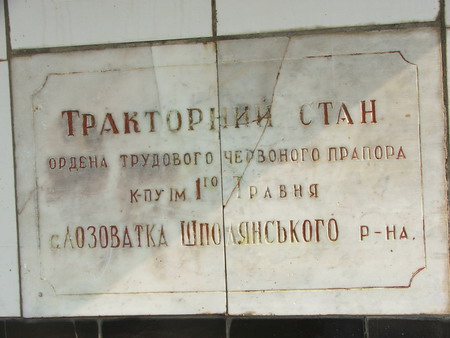 Тракторний стан
ордена трудового червоного прапора
к-пу ім 1го Травня
с.Лозоватка Шполянського р-на.